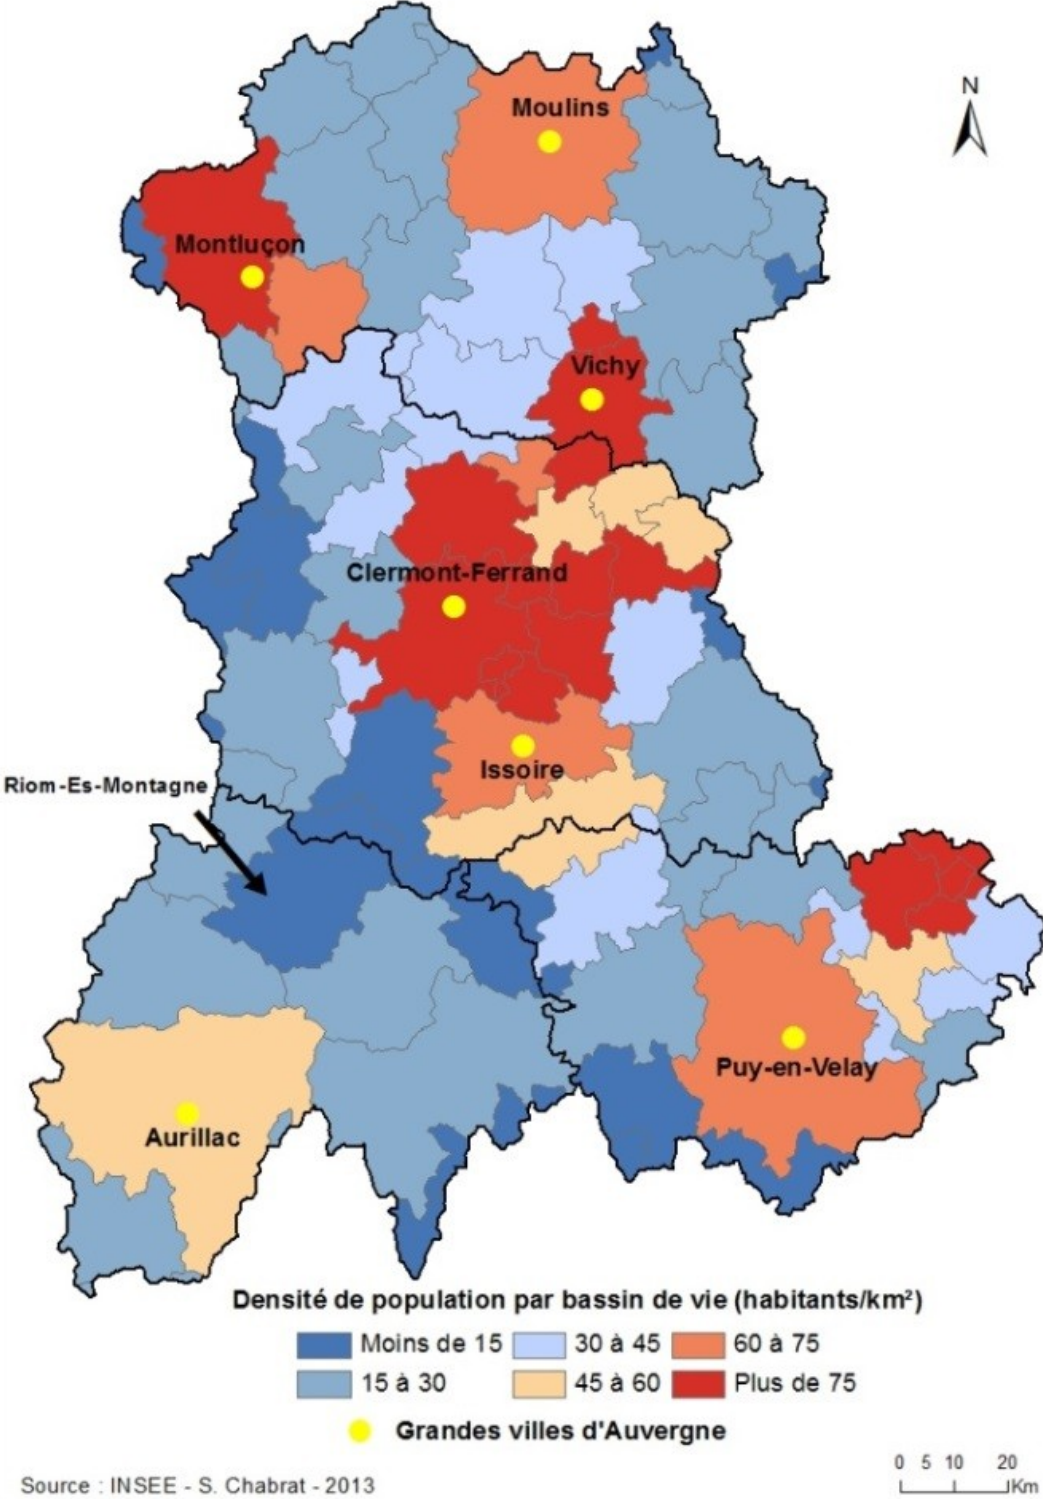 N
Moulins
Montluçon
Vichy
Clermont-Ferrand
Issoire
Riom-Es-Montagne
Puy-en-Velay
Aurillac
Densité de population par bassin de vie (habitants/km²)
Moins de 15 30 à 45 60 à 75
15 à 30 45 à 60 Plus de 75
Grandes villes d'Auvergne
Source : INSEE - S. Chabrat - 2013
0 5 10 20
Km